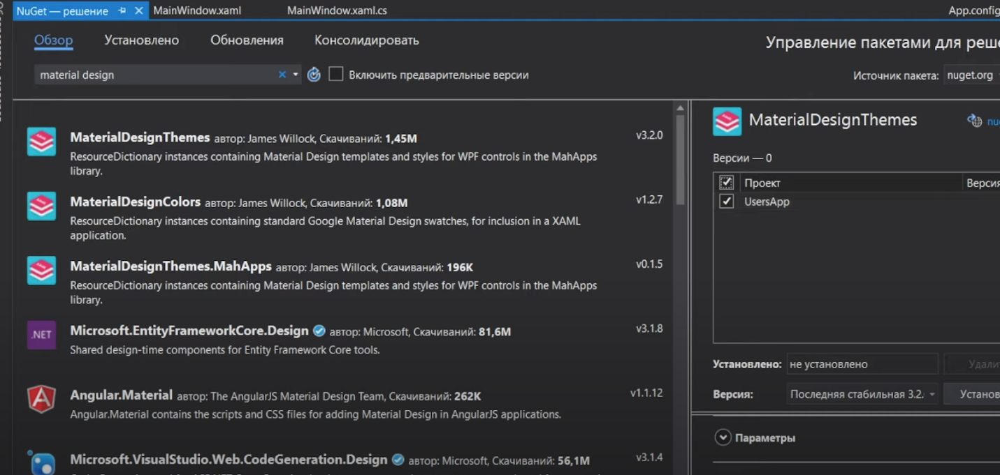 NuGet — решение
MainWindow.xaml
MainWindow.xaml.cs
App.config
Обзор
Установлено
Обновления
Консолидировать
Управление пакетами для реше
material design
Включить предварительные версии
Источник пакета: nuget.org
MaterialDesignThemes автор: James Willock, Скачиваний: 1,45M
v3.2.0
ResourceDictionary instances containing Material Design templates and styles for WPF controls in the MahApps
library.
MaterialDesignColors автор: James Willock, Скачиваний: 1,08M
v1.2.7
ResourceDictionary instances containing standard Google Material Design swatches, for inclusion in a XAML
application.
MaterialDesignThemes.MahApps автор: James Willock, Скачиваний: 196K
v0.1.5
ResourceDictionary instances containing Material Design templates and styles for WPF controls in the MahApps
library.
.NET
Microsoft.EntityFrameworkCore.Design автор: Microsoft, Скачиваний: 81,6M
v3.1.8
Shared design-time components for Entity Framework Core tools.
Angular.Material автор: The AngularJS Material Design Team, Скачиваний: 262K
v1.1.12
Angular.Material contains the scripts and CSS files for adding Material Design in AngularJS applications.
Microsoft.VisualStudio.Web.CodeGeneration.Design автор: Microsoft, Скачиваний: 56,1M
v3.1.4
MaterialDesignThemes
nu
Версии — 0
Проект
Версия
UsersApp
Установлено: не установлено
Удали
Версия: Последняя стабильная 3.2.
Установ
Параметры